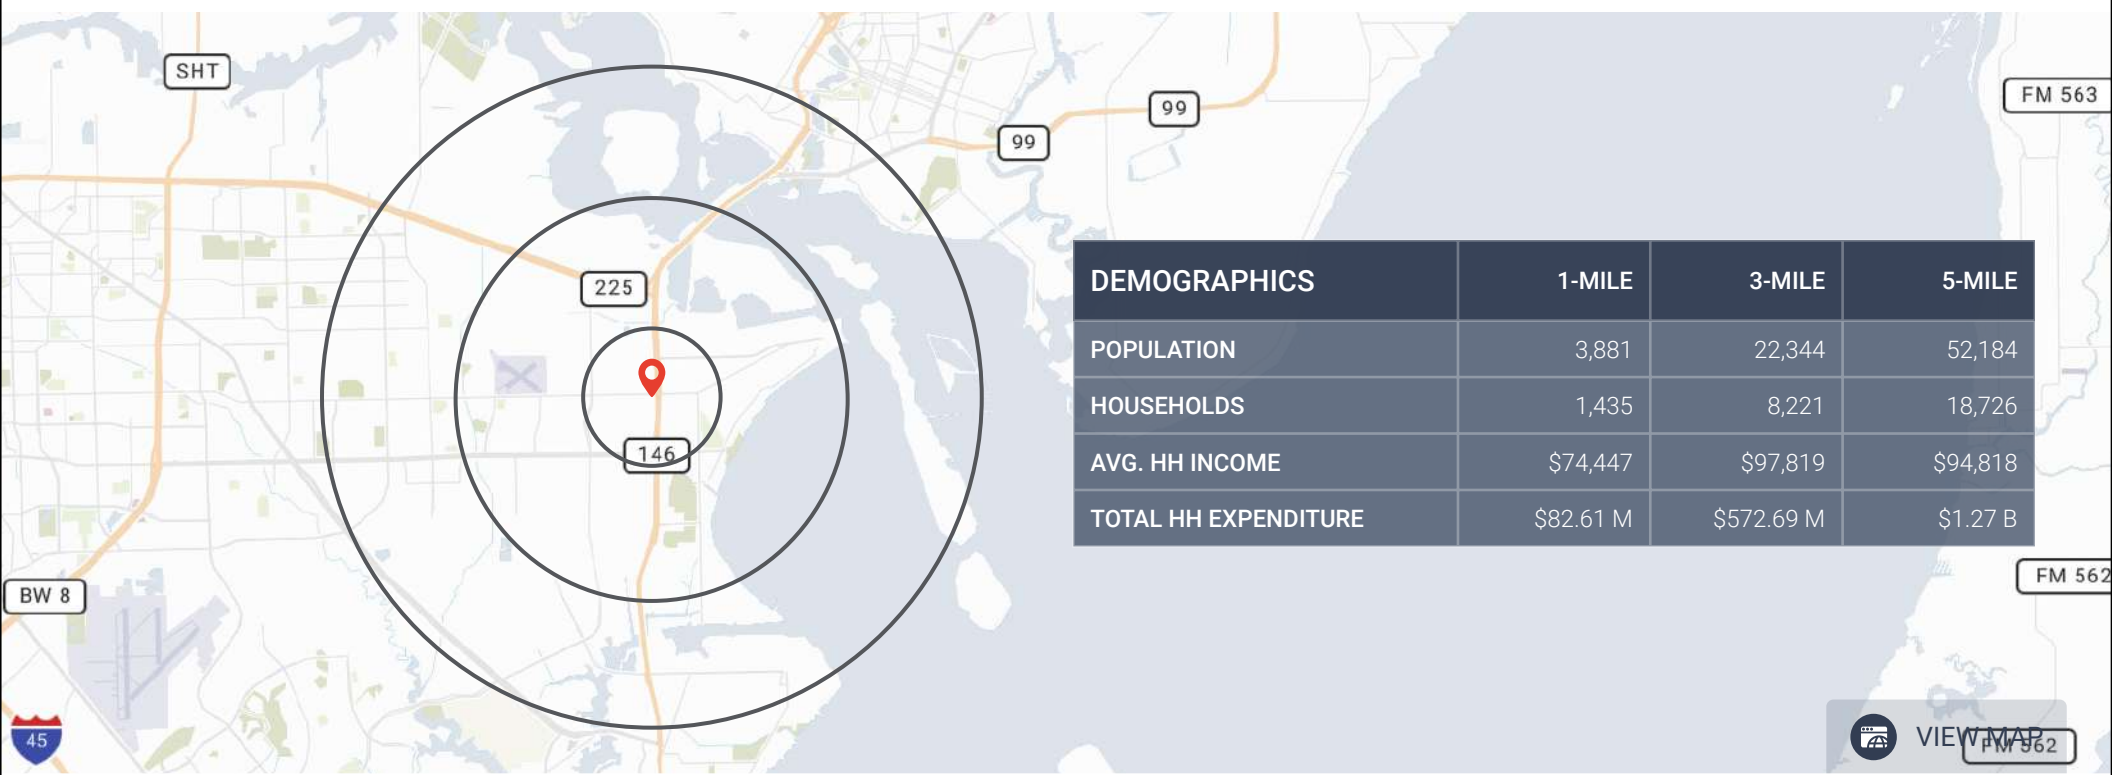 SHT
99
99
FM 563
225
146
BW 8
45
DEMOGRAPHICS 1-MILE 3-MILE 5-MILE
POPULATION 3,881 22,344 52,184
HOUSEHOLDS 1,435 8,221 18,726
AVG. HH INCOME $74,447 $97,819 $94,818
TOTAL HH EXPENDITURE $82.61 M $572.69 M $1.27 B
FM 562
VIEW MAP
FM 562